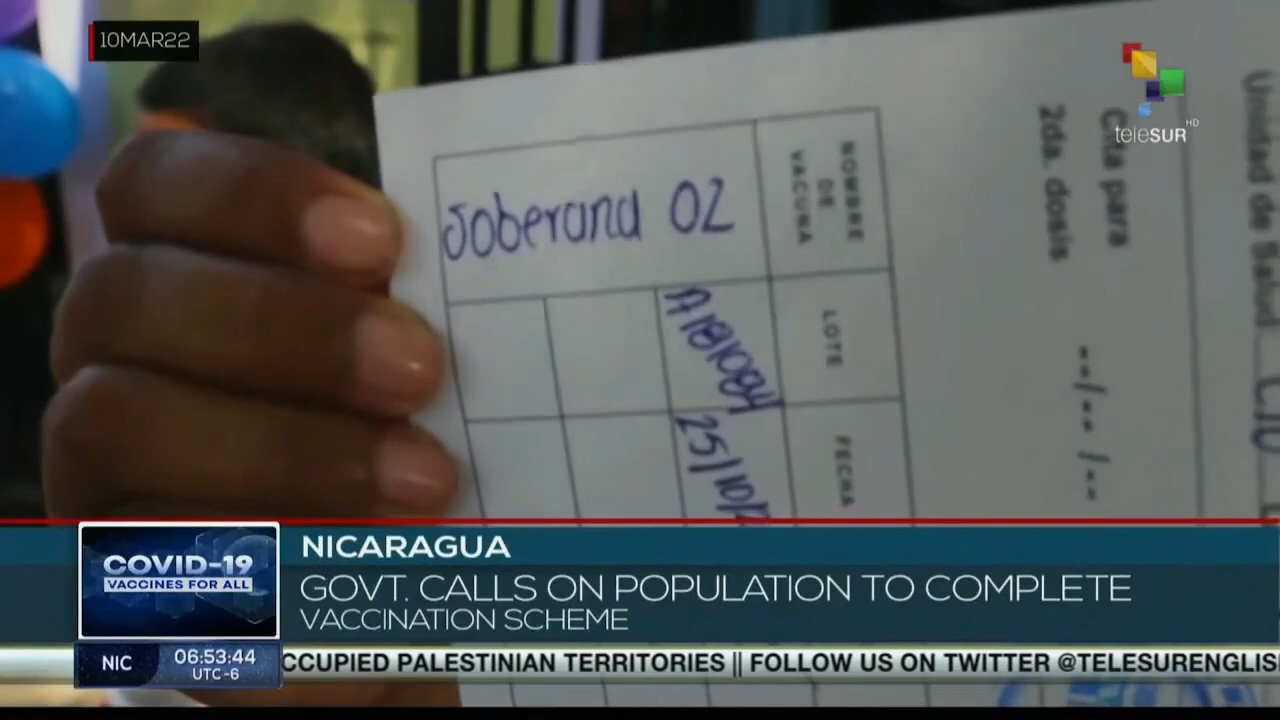 10MAR22
teleSUR HD
Unidad de Salud
Cita para
2da. dosis --/--/--
NOMBRE DE VACUNA
LOTE
FECHA
Soberana 02
25/10/
NICARAGUA
GOVT. CALLS ON POPULATION TO COMPLETE
VACCINATION SCHEME
COVID-19
VACCINES FOR ALL
NIC
06:53:44
UTC-6
CCUPIED PALESTINIAN TERRITORIES || FOLLOW US ON TWITTER @TELESURENGLIS